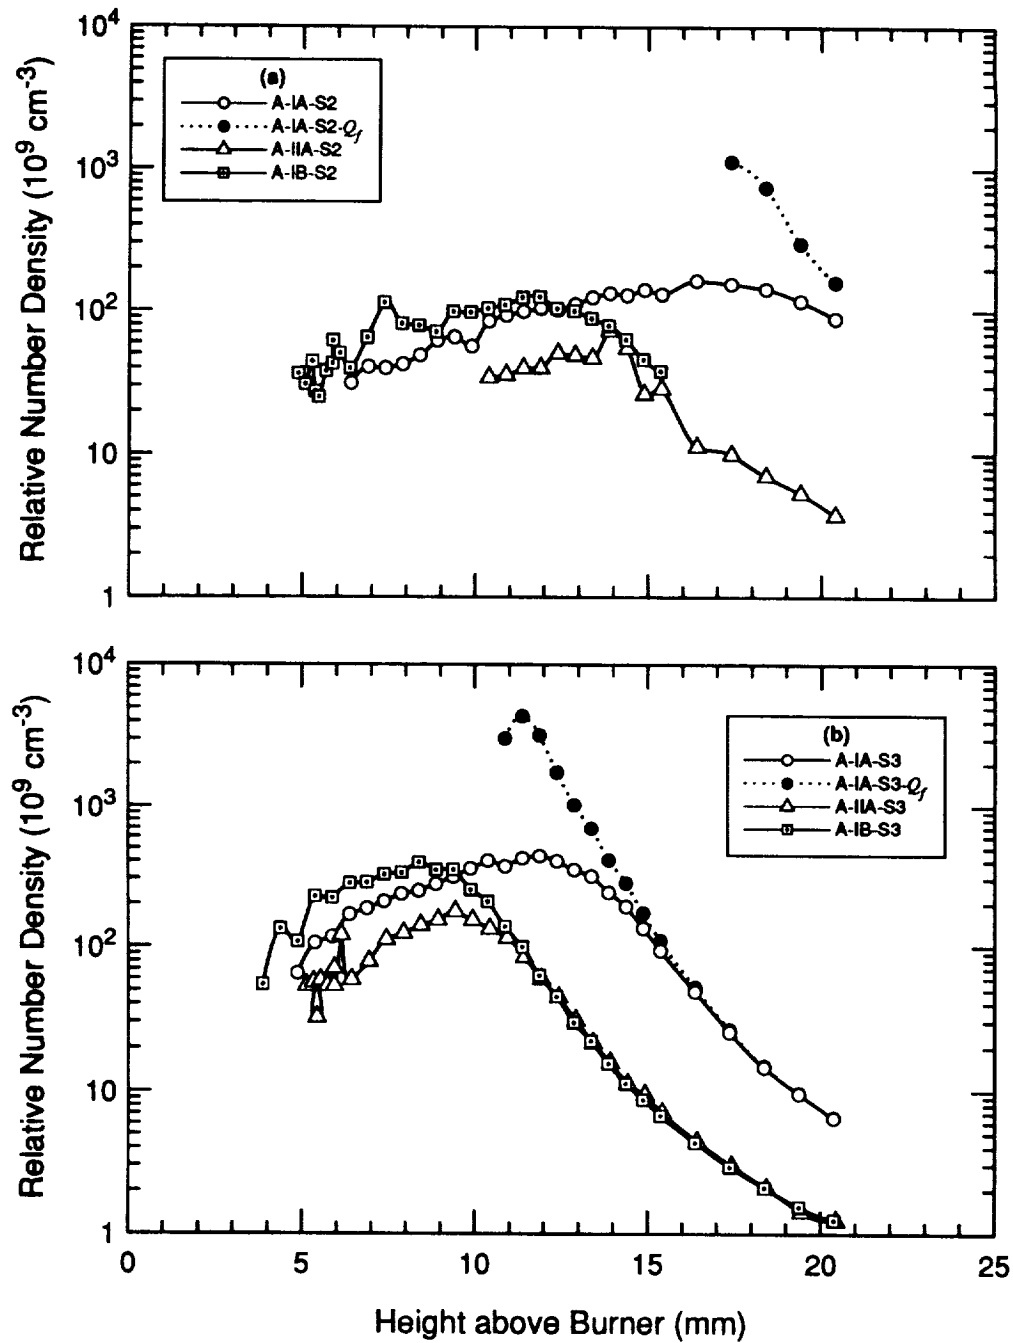 10⁴
10³
10²
10
1
Relative Number Density (10⁹ cm⁻³)
(a)
A-IA-S2
A-IA-S2-Q_f
A-IIA-S2
A-IB-S2
10⁴
10³
10²
10
1
Relative Number Density (10⁹ cm⁻³)
(b)
A-IA-S3
A-IA-S3-Q_f
A-IIA-S3
A-IB-S3
0 5 10 15 20 25
Height above Burner (mm)